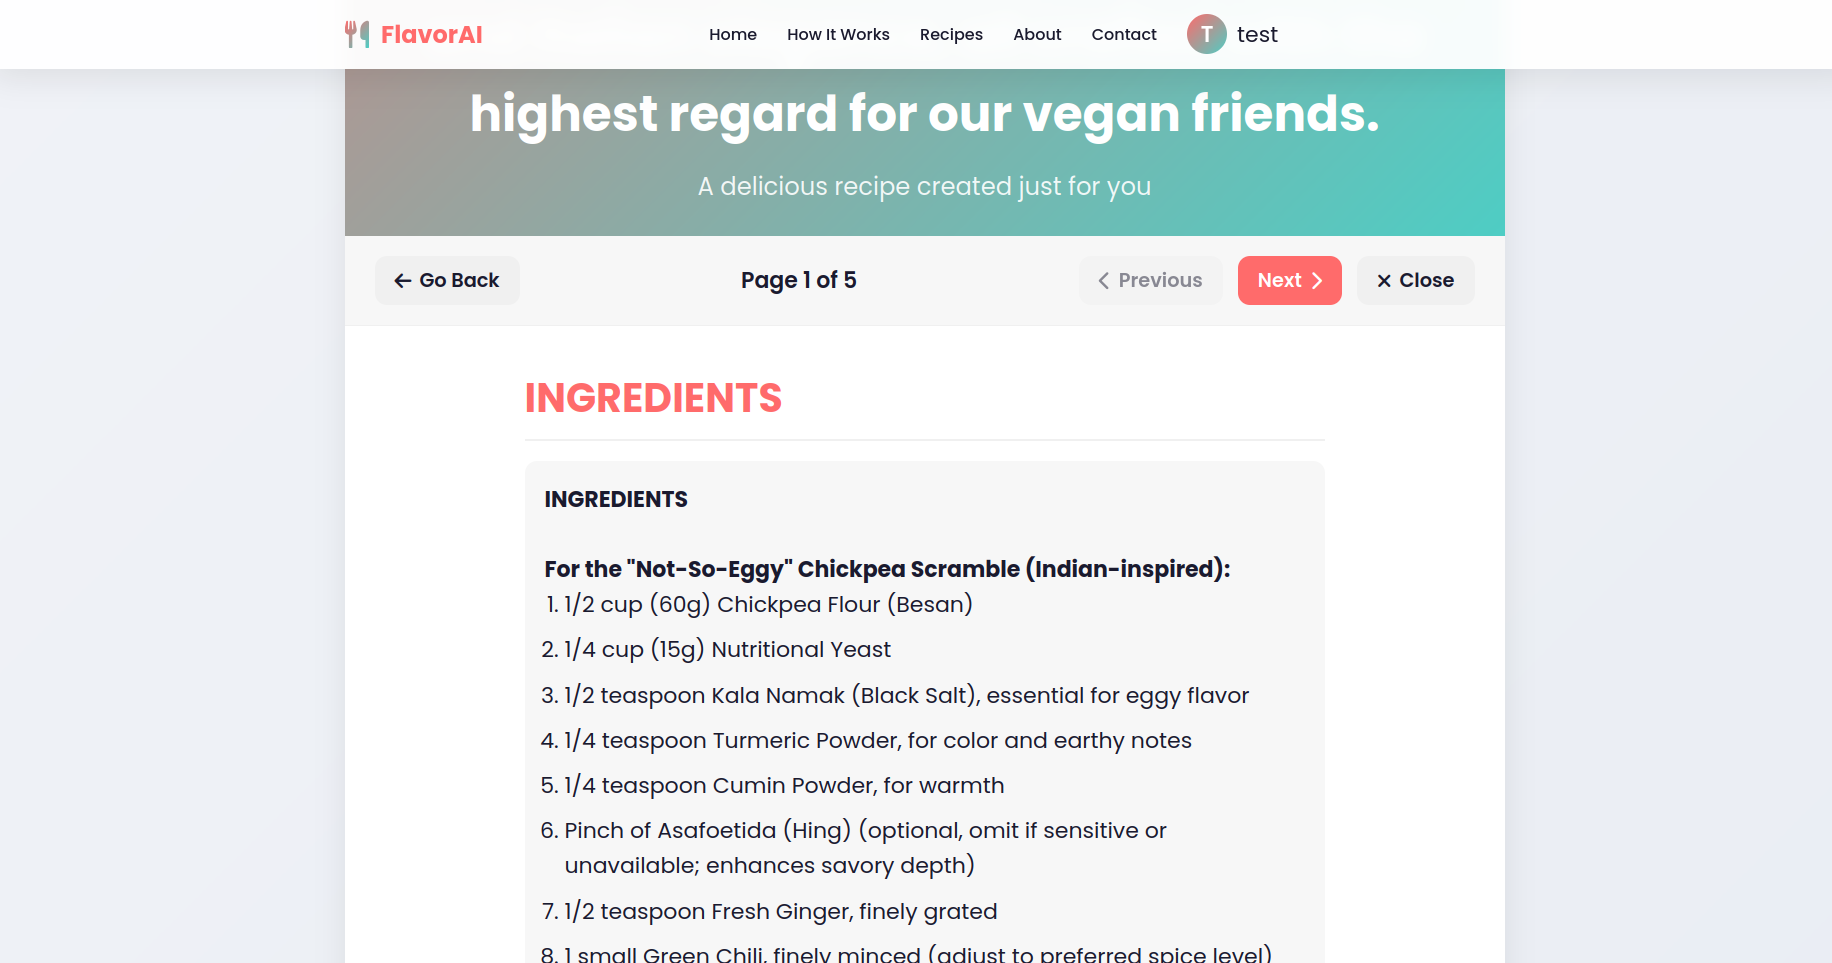 FlavorAI
Home How It Works Recipes About Contact T test
highest regard for our vegan friends.
A delicious recipe created just for you
Go Back Page 1 of 5 Previous Next Close
INGREDIENTS
INGREDIENTS
For the "Not-So-Eggy" Chickpea Scramble (Indian-inspired):
1. 1/2 cup (60g) Chickpea Flour (Besan)
2. 1/4 cup (15g) Nutritional Yeast
3. 1/2 teaspoon Kala Namak (Black Salt), essential for eggy flavor
4. 1/4 teaspoon Turmeric Powder, for color and earthy notes
5. 1/4 teaspoon Cumin Powder, for warmth
6. Pinch of Asafoetida (Hing) (optional, omit if sensitive or
unavailable; enhances savory depth)
7. 1/2 teaspoon Fresh Ginger, finely grated
8. 1 small Green Chili, finely minced (adjust to preferred spice level)